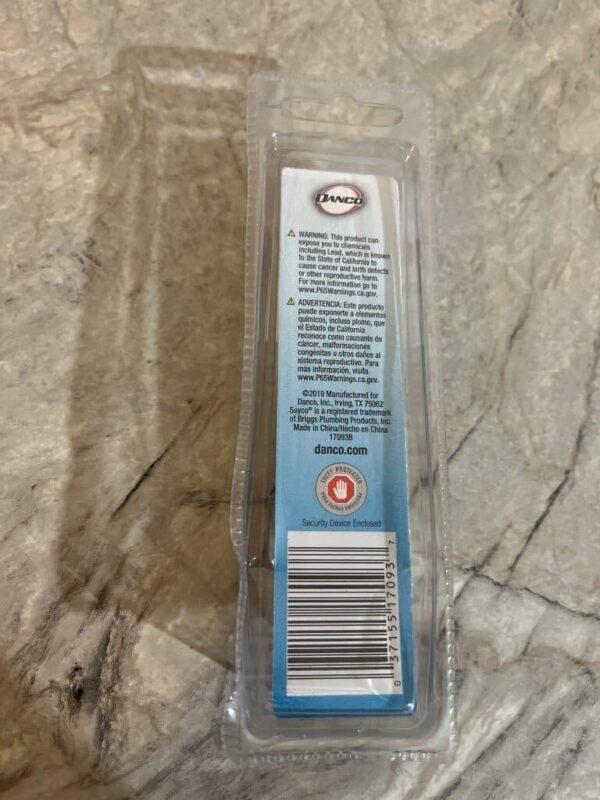 DANCO
⚠ WARNING: This product can
expose you to chemicals
including Lead, which is known
to the State of California to
cause cancer and birth defects
or other reproductive harm.
For more information go to
www.P65Warnings.ca.gov.
⚠ ADVERTENCIA: Este producto
puede exponerte a elementos
químicos, incluso plomo, que
el Estado de California
reconoce como causante de
cáncer, malformaciones
congénitas u otros daños al
sistema reproductivo. Para
más información, visita
www.P65Warnings.ca.gov.
©2019 Manufactured for
Danco, Inc., Irving, TX 75062
Sayco® is a registered trademark
of Briggs Plumbing Products, Inc.
Made in China/Hecho en China
17093B
danco.com
THEFT PROTECTED
Security Device Enclosed
0 37155 17093 7